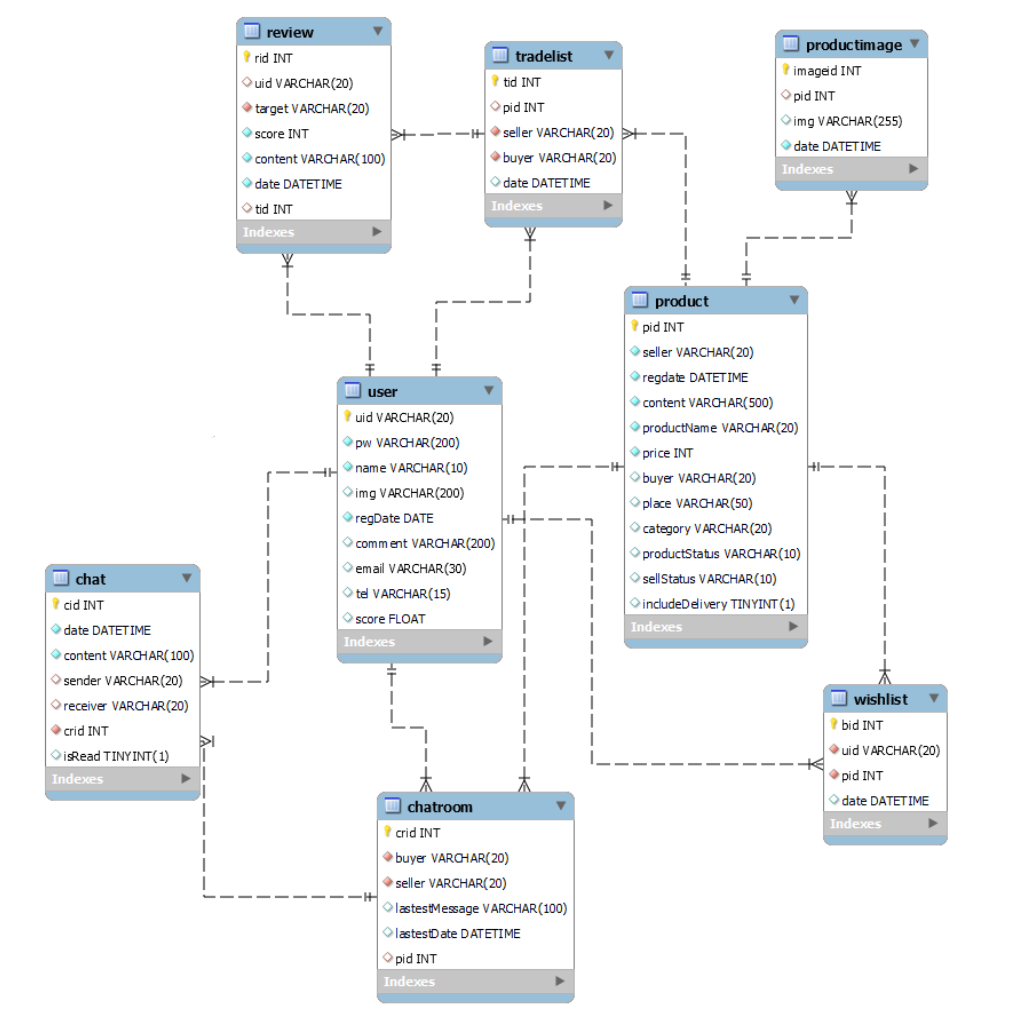 review
rid INT
uid VARCHAR(20)
target VARCHAR(20)
score INT
content VARCHAR(100)
date DATETIME
tid INT
Indexes
tradelist
tid INT
pid INT
seller VARCHAR(20)
buyer VARCHAR(20)
date DATETIME
Indexes
productimage
imageid INT
pid INT
img VARCHAR(255)
date DATETIME
Indexes
product
pid INT
seller VARCHAR(20)
regdate DATETIME
content VARCHAR(500)
productName VARCHAR(20)
price INT
buyer VARCHAR(20)
place VARCHAR(50)
category VARCHAR(20)
productStatus VARCHAR(10)
sellStatus VARCHAR(10)
includeDelivery TINYINT(1)
Indexes
user
uid VARCHAR(20)
pw VARCHAR(200)
name VARCHAR(10)
img VARCHAR(200)
regDate DATE
comment VARCHAR(200)
email VARCHAR(30)
tel VARCHAR(15)
score FLOAT
Indexes
chat
cid INT
date DATETIME
content VARCHAR(100)
sender VARCHAR(20)
receiver VARCHAR(20)
crid INT
isRead TINYINT(1)
Indexes
wishlist
bid INT
uid VARCHAR(20)
pid INT
date DATETIME
Indexes
chatroom
crid INT
buyer VARCHAR(20)
seller VARCHAR(20)
lastestMessage VARCHAR(100)
lastestDate DATETIME
pid INT
Indexes